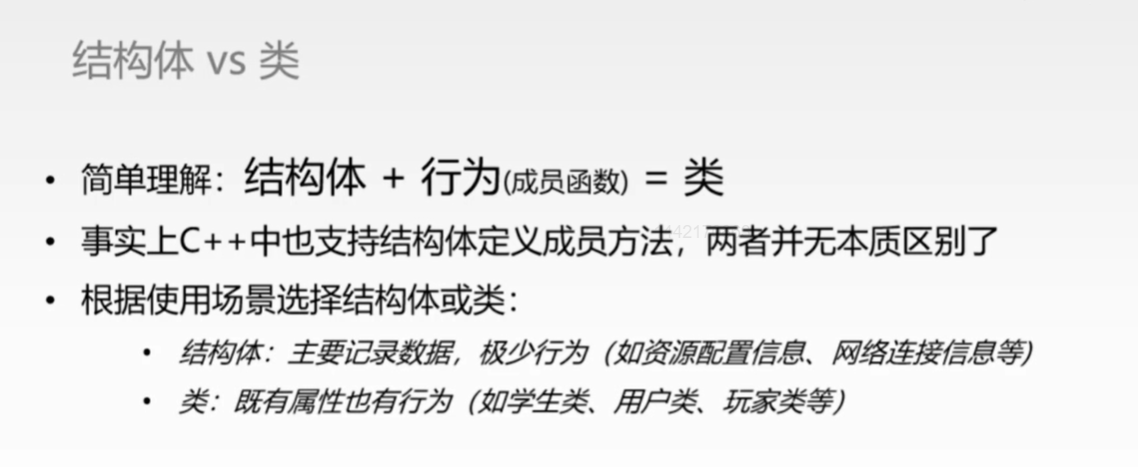 结构体 vs 类
• 简单理解：结构体 + 行为(成员函数) = 类
• 事实上C++中也支持结构体定义成员方法，两者并无本质区别了
• 根据使用场景选择结构体或类：
• 结构体：主要记录数据，极少行为（如资源配置信息、网络连接信息等）
• 类：既有属性也有行为（如学生类、用户类、玩家类等）